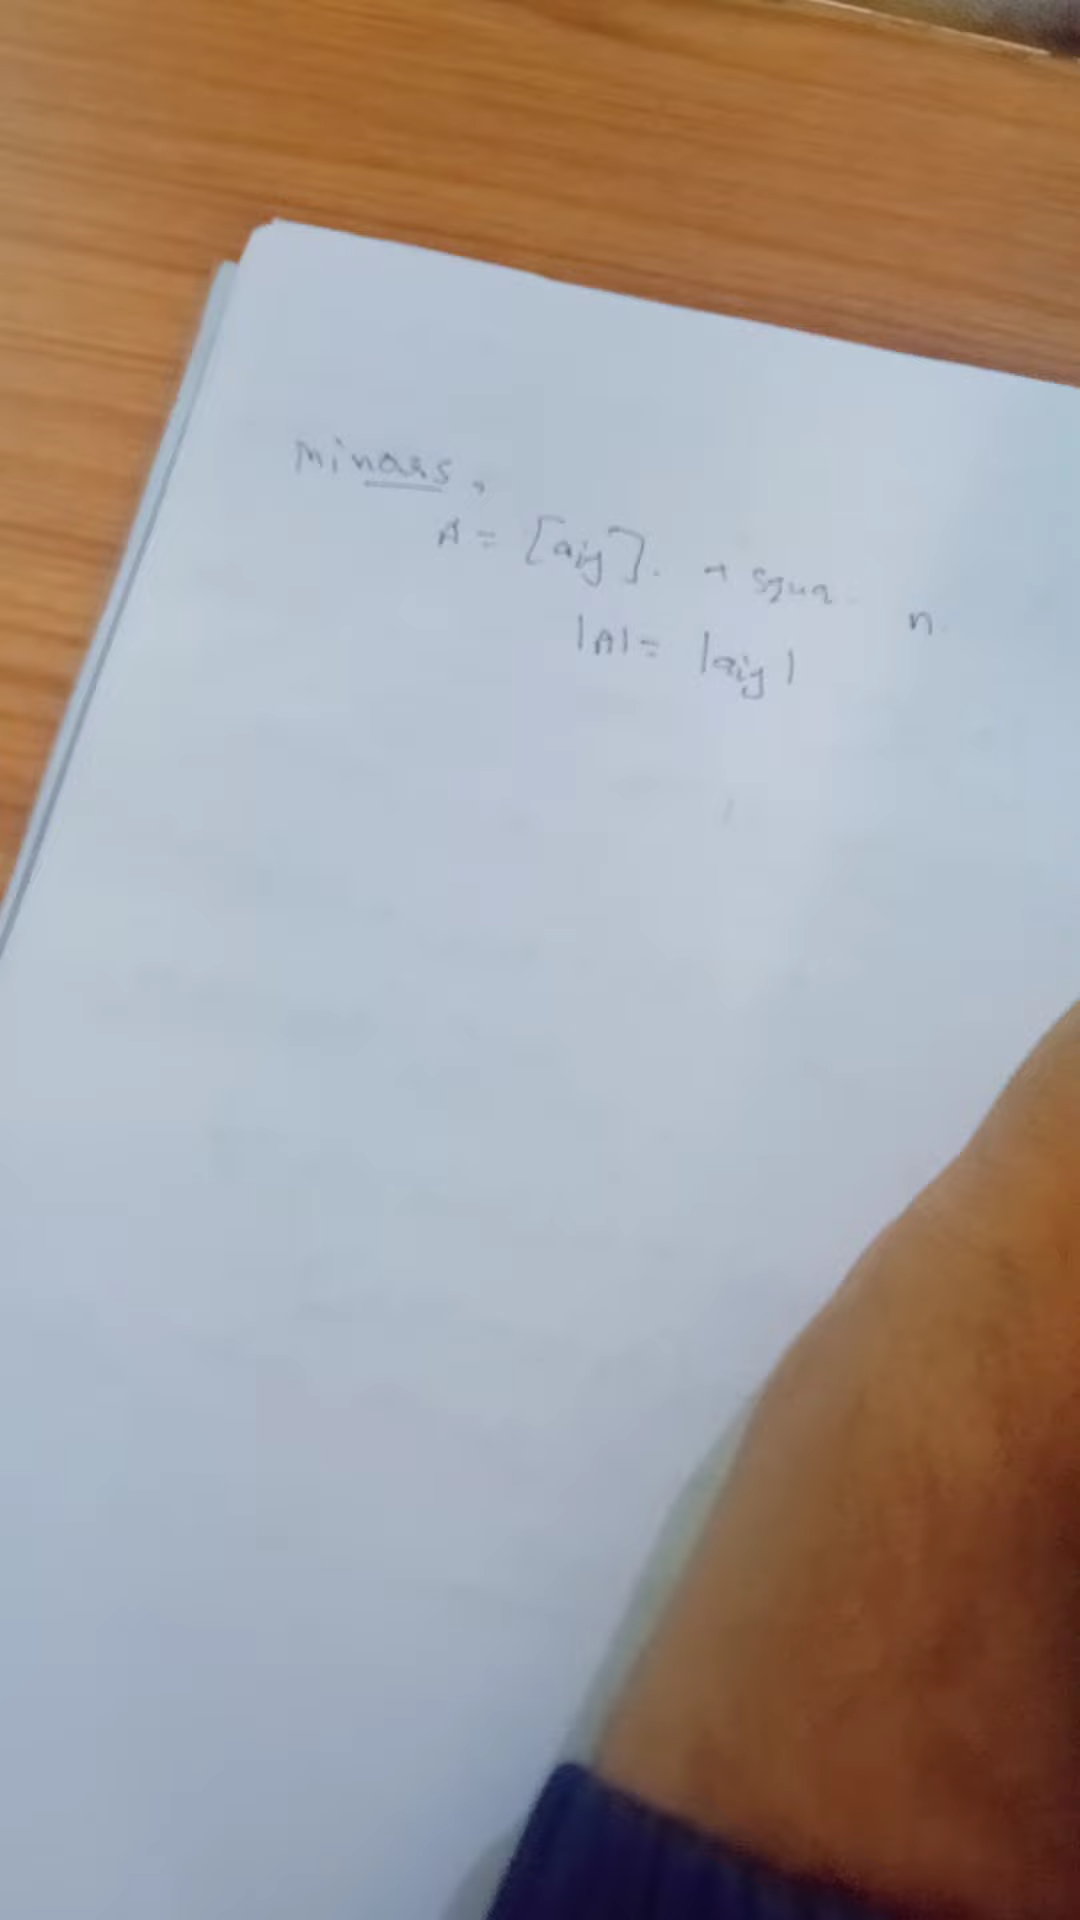 Minors,
A = [aij]. → squa n.
|A| = |aij|